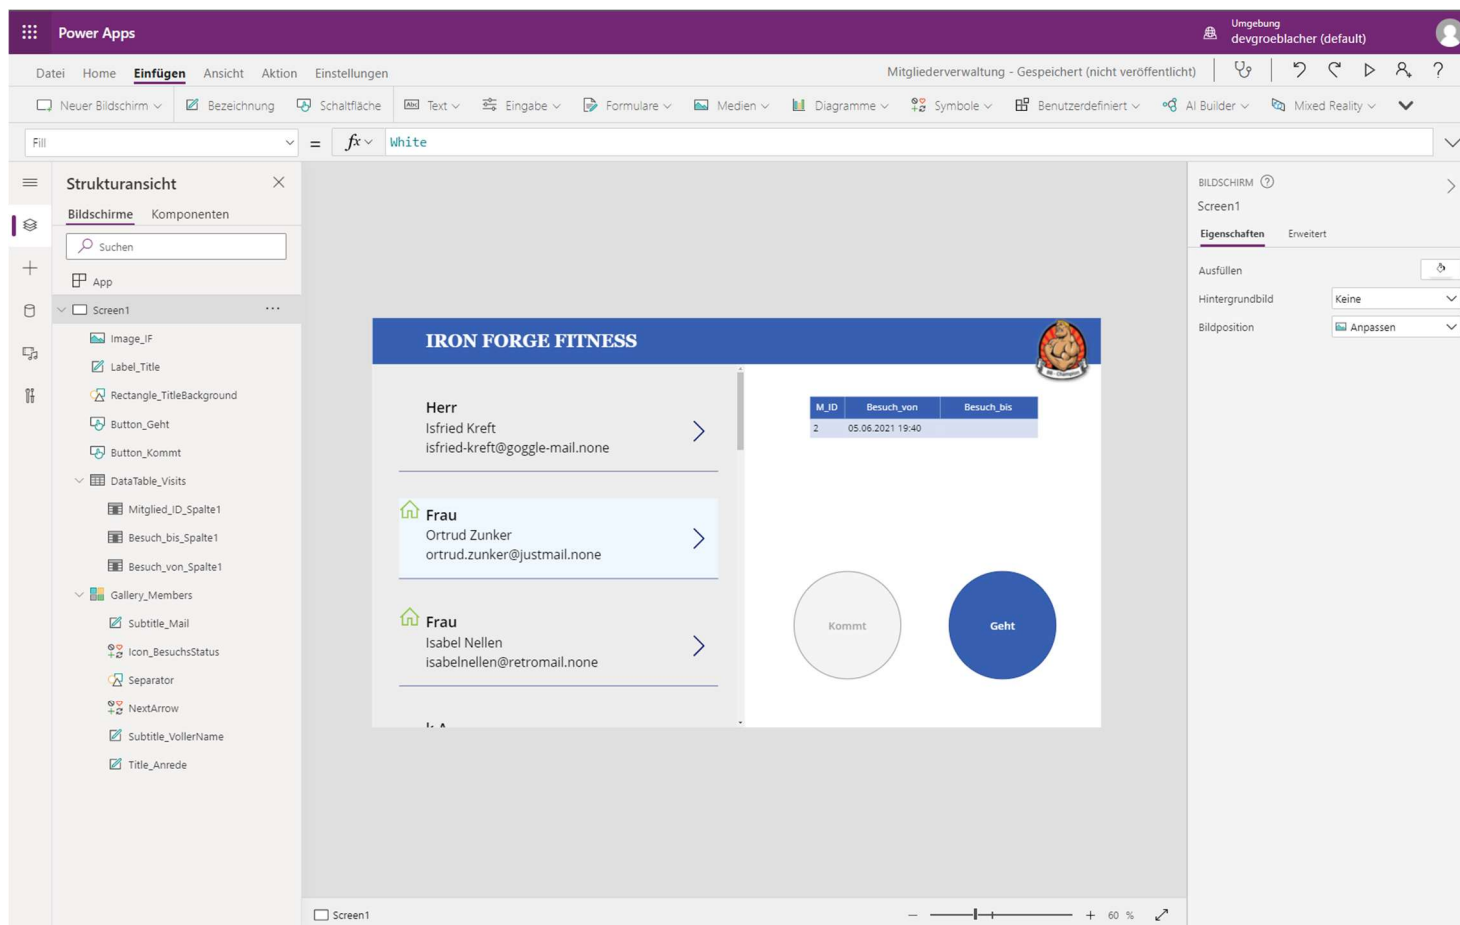 Power Apps
Umgebung
devgroeblacher (default)
Datei Home Einfügen Ansicht Aktion Einstellungen
Mitgliederverwaltung - Gespeichert (nicht veröffentlicht)
Neuer Bildschirm Bezeichnung Schaltfläche Text Eingabe Formulare Medien Diagramme Symbole Benutzerdefiniert AI Builder Mixed Reality
Fill = fx White
Strukturansicht
Bildschirme Komponenten
Suchen
App
Screen1
Image_IF
Label_Title
Rectangle_TitleBackground
Button_Geht
Button_Kommt
DataTable_Visits
Mitglied_ID_Spalte1
Besuch_bis_Spalte1
Besuch_von_Spalte1
Gallery_Members
Subtitle_Mail
Icon_BesuchsStatus
Separator
NextArrow
Subtitle_VollerName
Title_Anrede
IRON FORGE FITNESS
Herr
Isfried Kreft
isfried-kreft@goggle-mail.none
Frau
Ortrud Zunker
ortrud.zunker@justmail.none
Frau
Isabel Nellen
isabelnellen@retromail.none
M_ID Besuch_von Besuch_bis
2 05.06.2021 19:40
Kommt
Geht
BILDSCHIRM
Screen1
Eigenschaften Erweitert
Ausfüllen
Hintergrundbild Keine
Bildposition Anpassen
Screen1
60 %